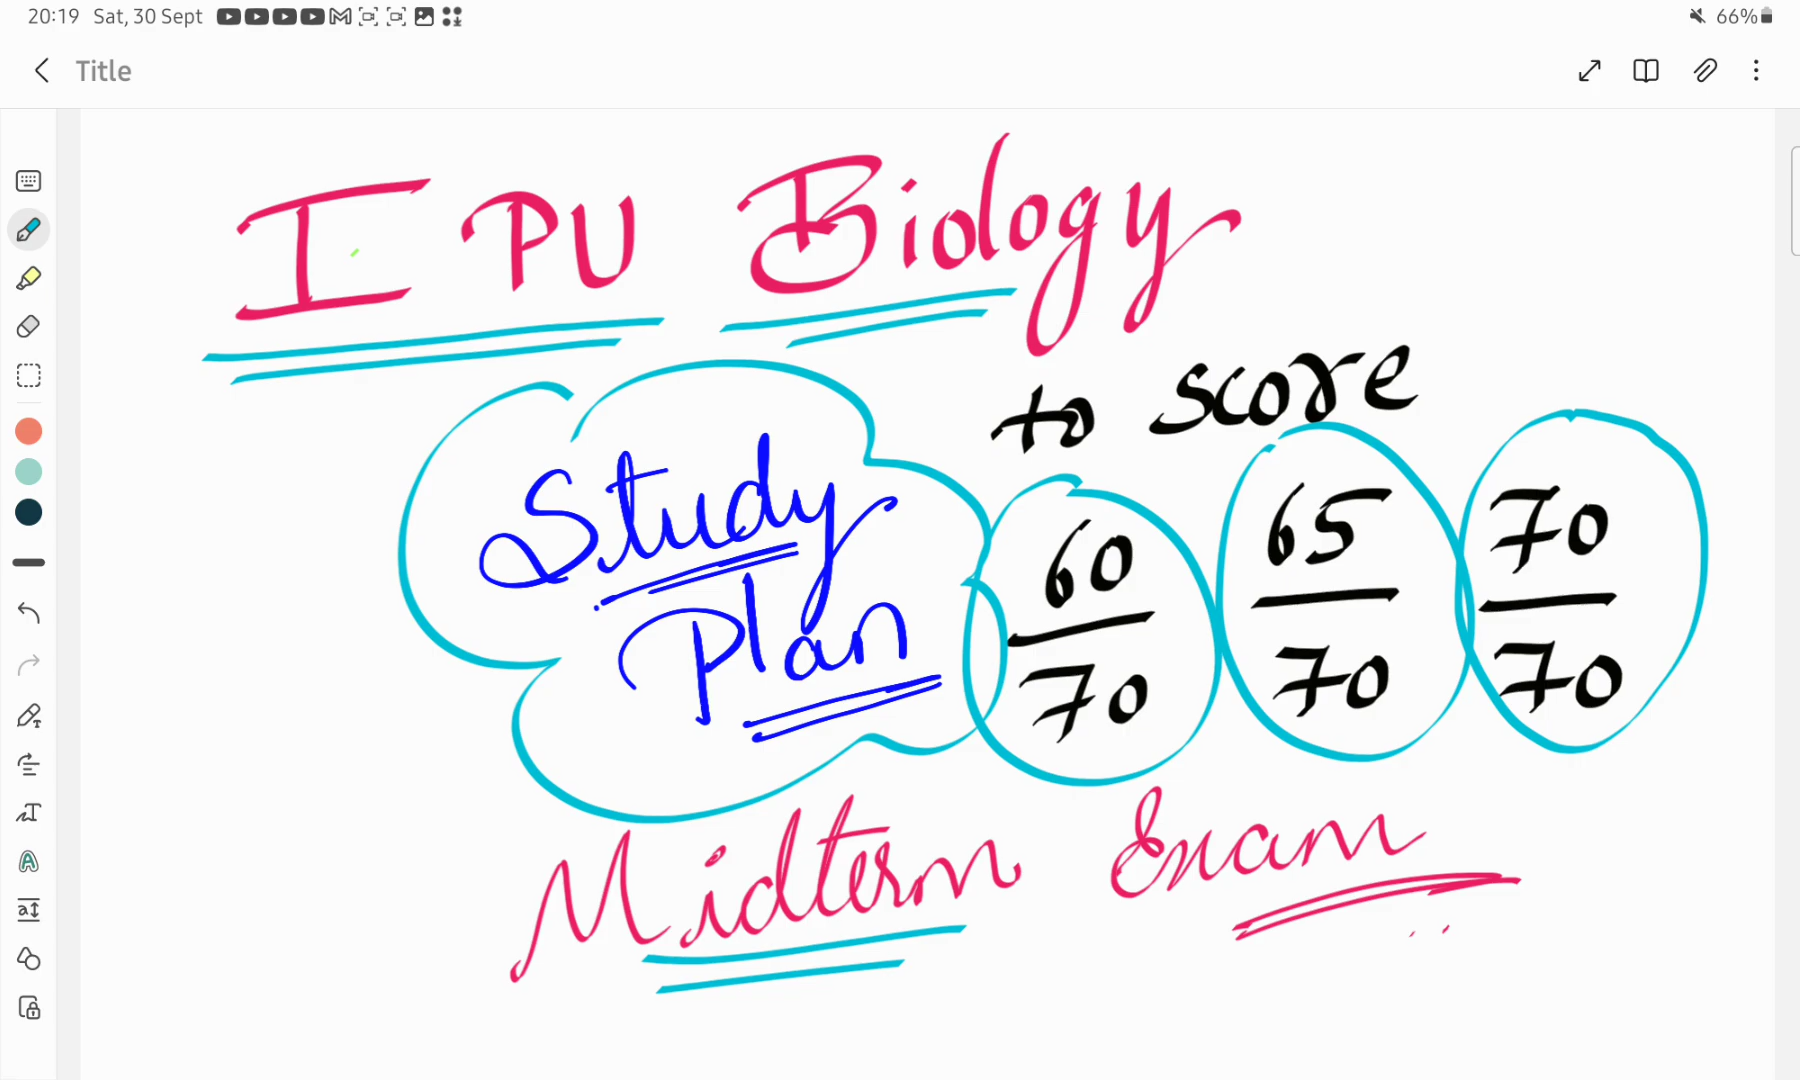 20:19 Sat, 30 Sept 66%
Title
I PU Biology
to score
Study
Plan
60/70 65/70 70/70
Midterm Exam